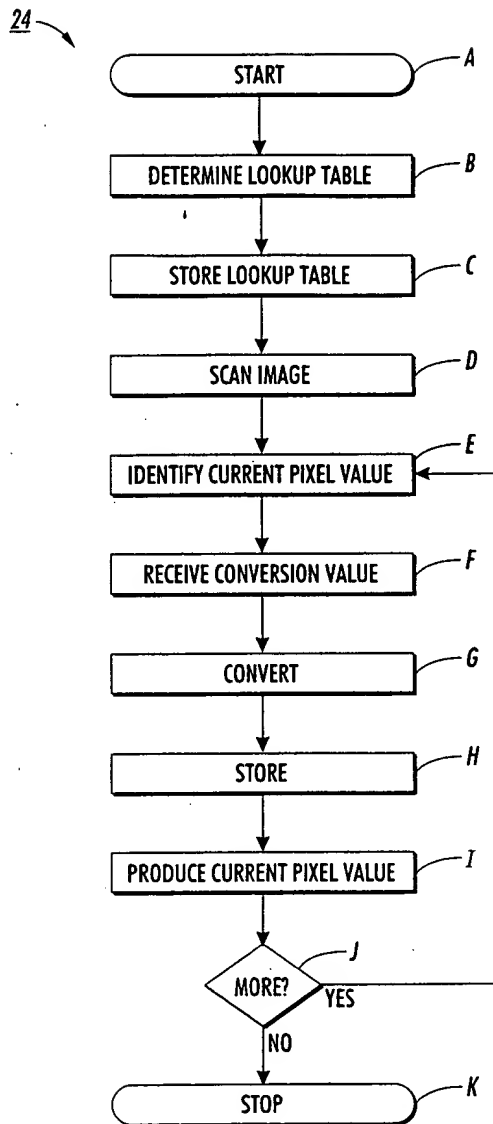 24
START
A
DETERMINE LOOKUP TABLE
B
STORE LOOKUP TABLE
C
SCAN IMAGE
D
IDENTIFY CURRENT PIXEL VALUE
E
RECEIVE CONVERSION VALUE
F
CONVERT
G
STORE
H
PRODUCE CURRENT PIXEL VALUE
I
MORE?
J
YES
NO
STOP
K